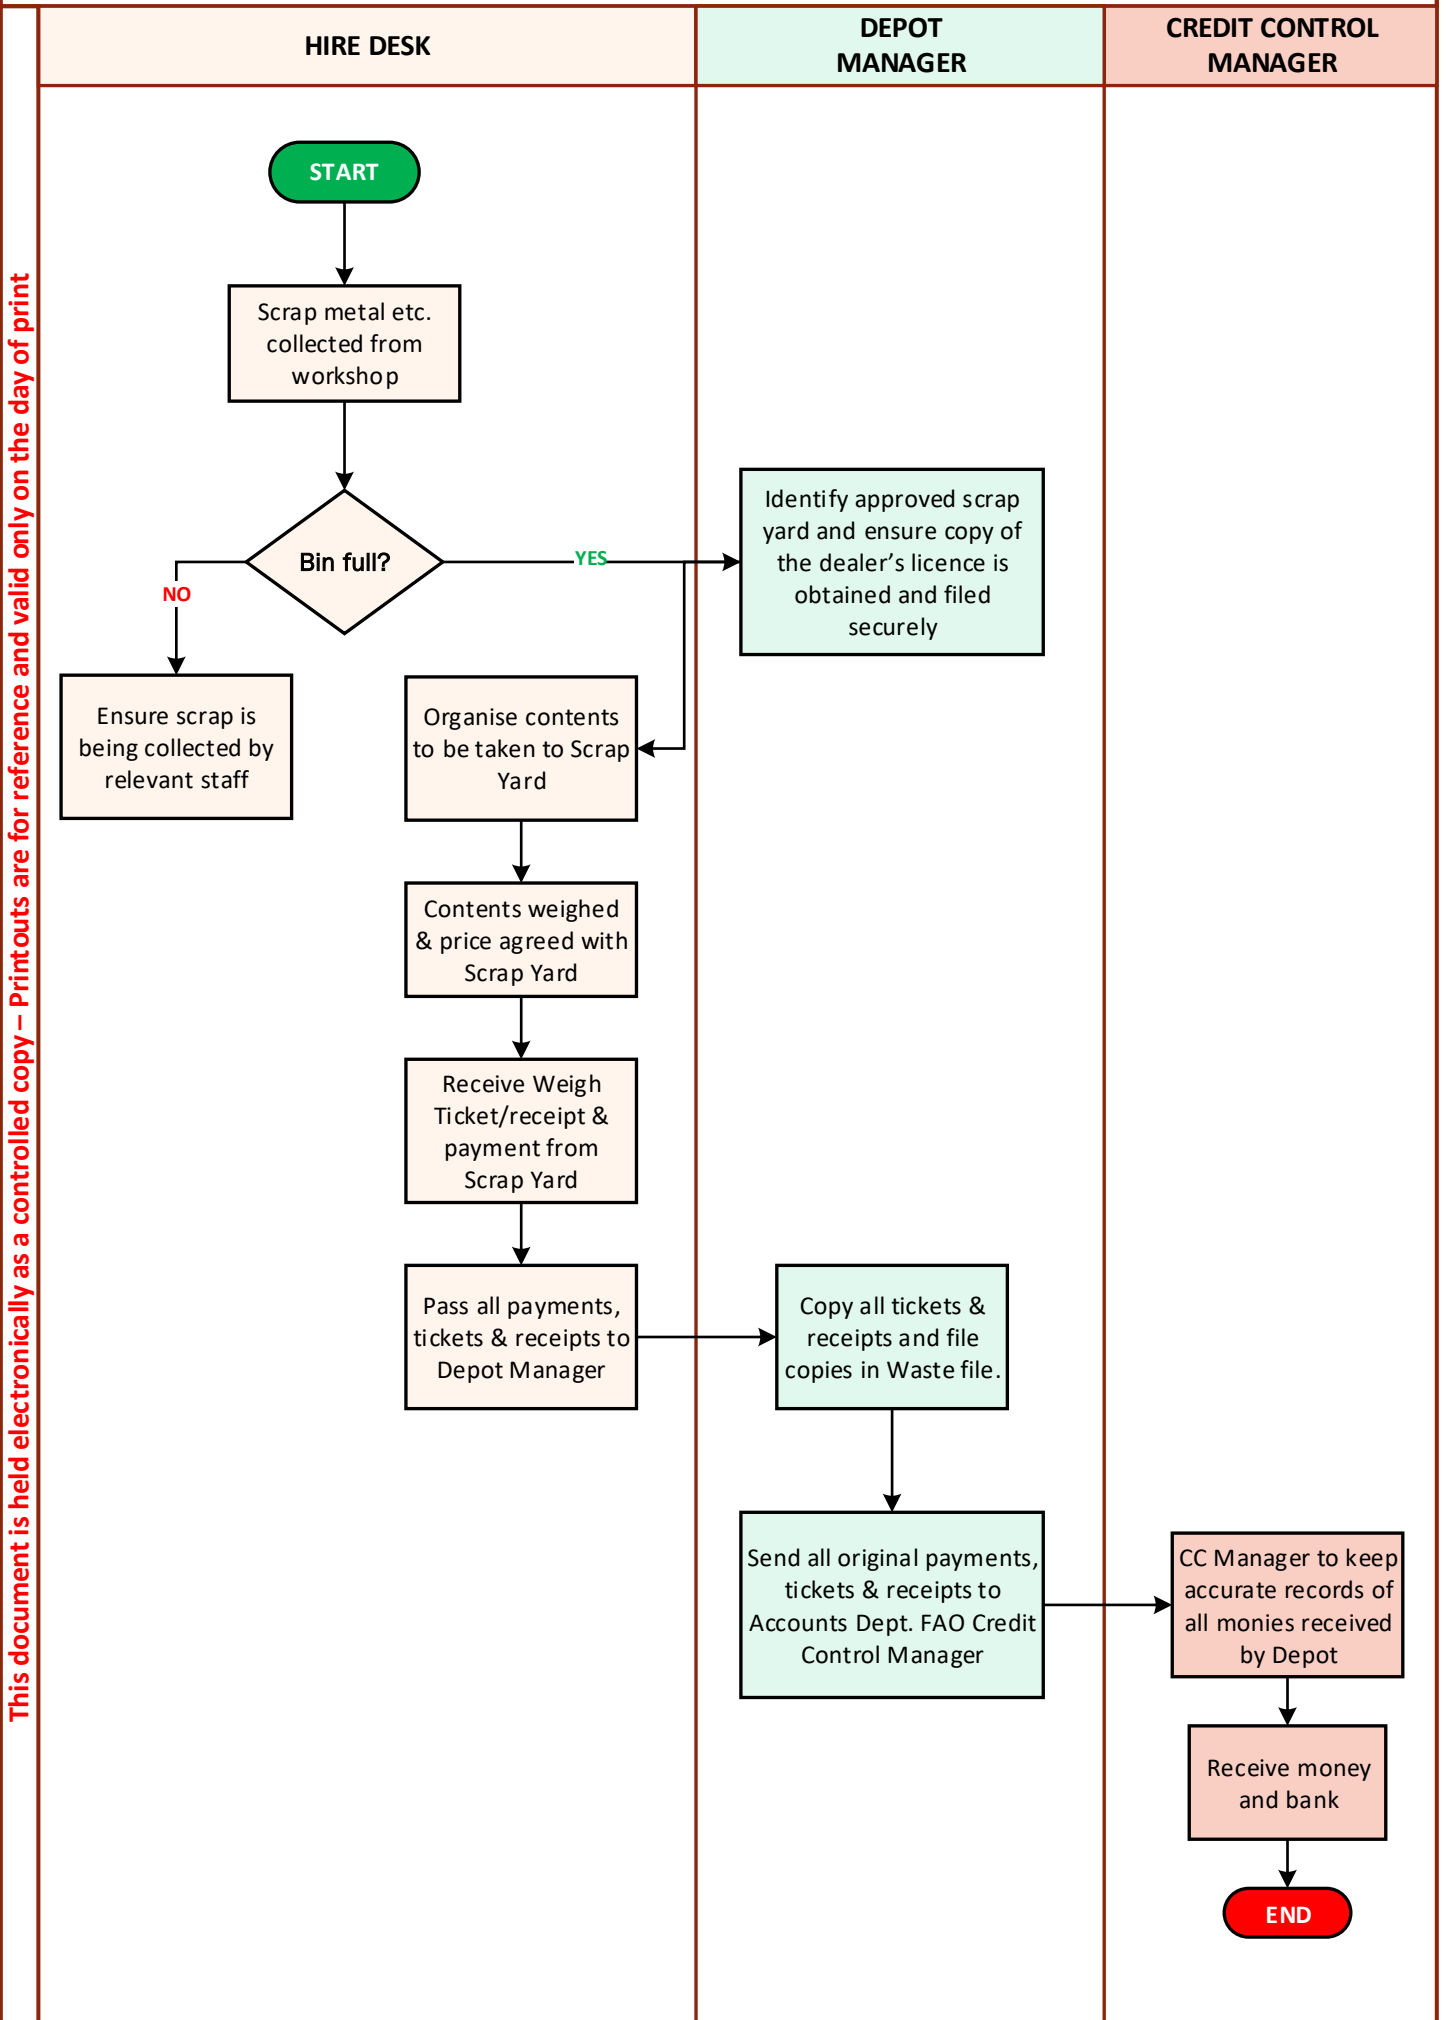 HIRE DESK
DEPOT
MANAGER
CREDIT CONTROL
MANAGER
This document is held electronically as a controlled copy – Printouts are for reference and valid only on the day of print
START
Scrap metal etc.
collected from
workshop
Bin full?
YES
NO
Identify approved scrap
yard and ensure copy of
the dealer’s licence is
obtained and filed
securely
Ensure scrap is
being collected by
relevant staff
Organise contents
to be taken to Scrap
Yard
Contents weighed
& price agreed with
Scrap Yard
Receive Weigh
Ticket/receipt &
payment from
Scrap Yard
Pass all payments,
tickets & receipts to
Depot Manager
Copy all tickets &
receipts and file
copies in Waste file.
Send all original payments,
tickets & receipts to
Accounts Dept. FAO Credit
Control Manager
CC Manager to keep
accurate records of
all monies received
by Depot
Receive money
and bank
END